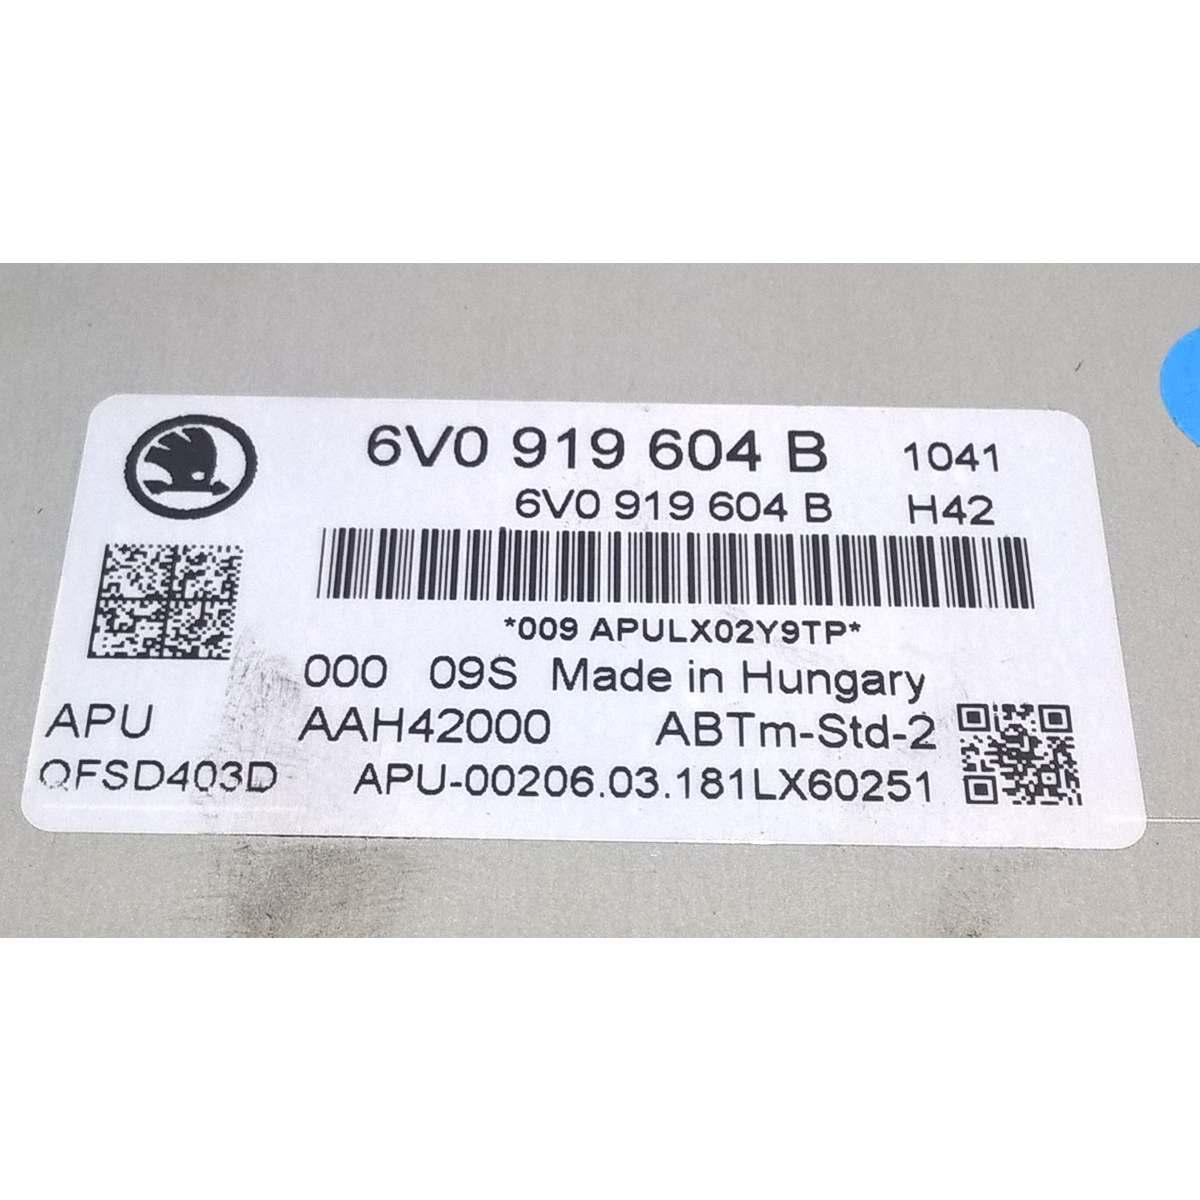 6V0 919 604 B 1041
6V0 919 604 B H42
*009 APULX02Y9TP*
000 09S Made in Hungary
APU AAH42000 ABTm-Std-2
QFSD403D APU-00206.03.181LX60251